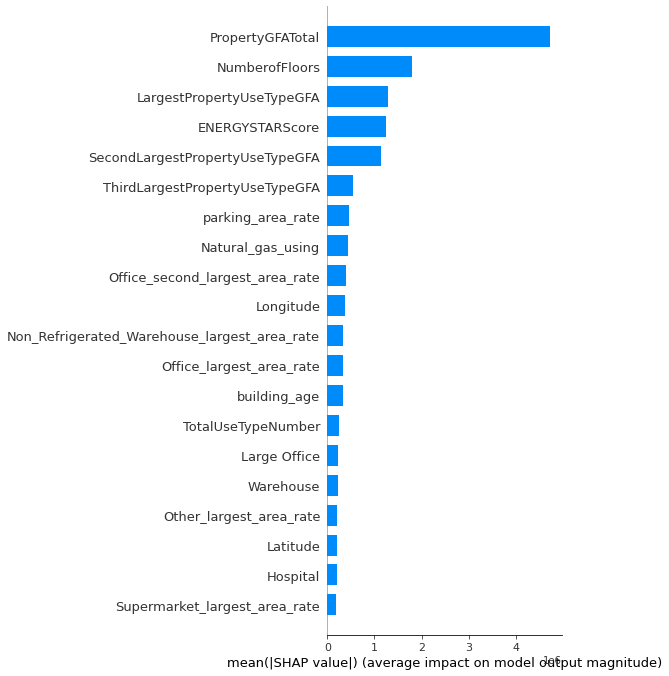 PropertyGFATotal
NumberofFloors
LargestPropertyUseTypeGFA
ENERGYSTARScore
SecondLargestPropertyUseTypeGFA
ThirdLargestPropertyUseTypeGFA
parking_area_rate
Natural_gas_using
Office_second_largest_area_rate
Longitude
Non_Refrigerated_Warehouse_largest_area_rate
Office_largest_area_rate
building_age
TotalUseTypeNumber
Large Office
Warehouse
Other_largest_area_rate
Latitude
Hospital
Supermarket_largest_area_rate
0 1 2 3 4
1e6
mean(|SHAP value|) (average impact on model output magnitude)